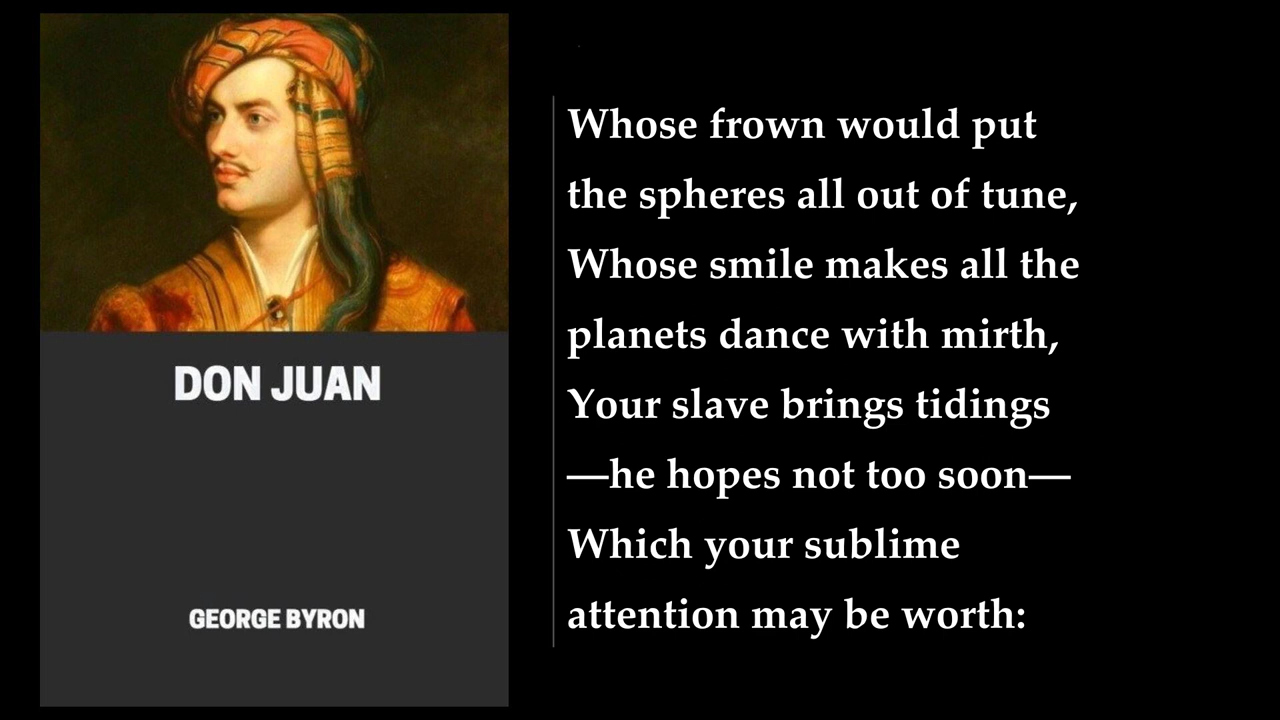 DON JUAN
GEORGE BYRON
Whose frown would put
the spheres all out of tune,
Whose smile makes all the
planets dance with mirth,
Your slave brings tidings
—he hopes not too soon—
Which your sublime
attention may be worth: